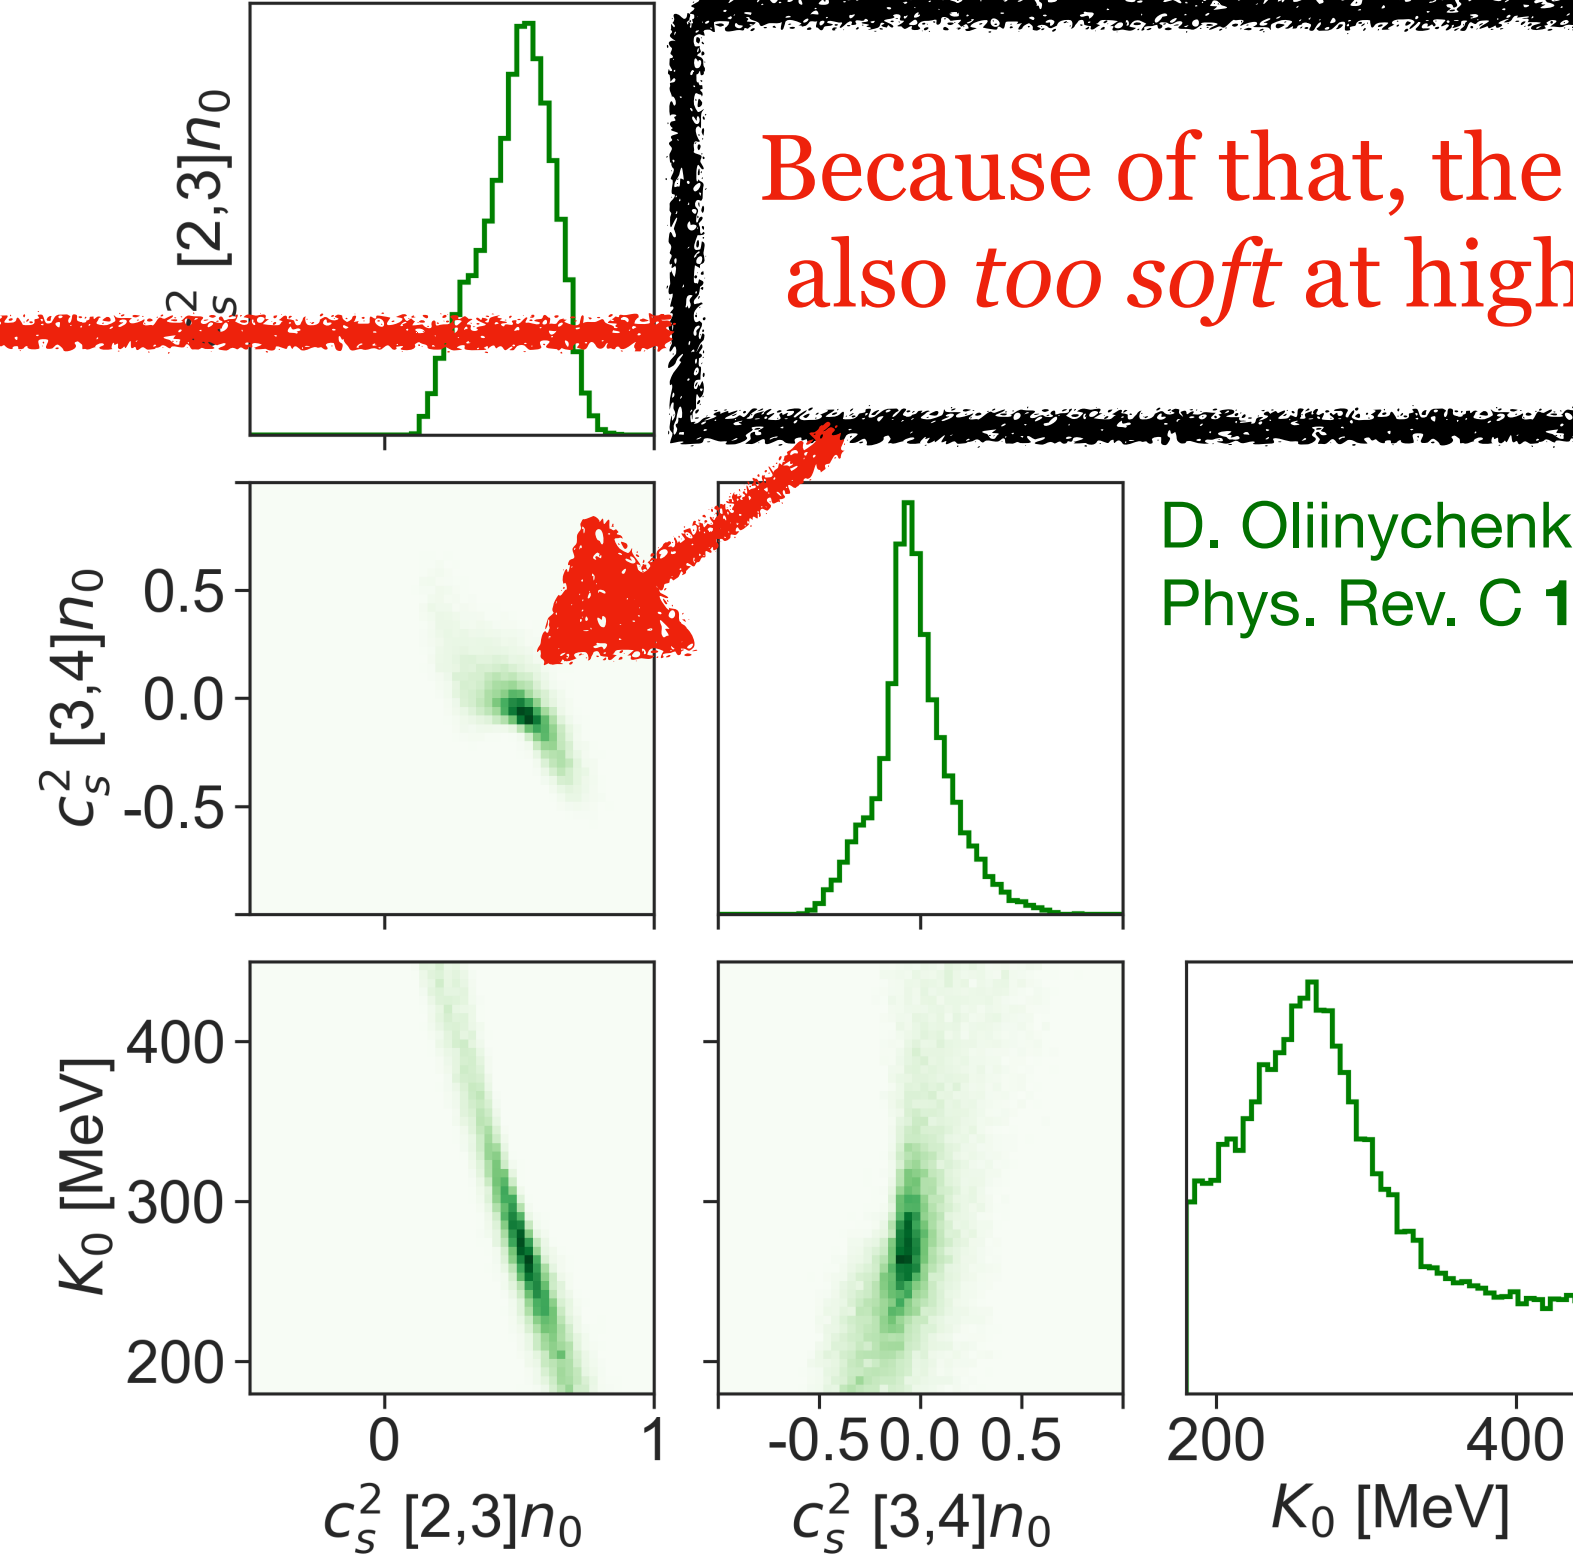 c_s^2 [2,3]n_0
Because of that, the
also too soft at high
D. Oliinychenk
Phys. Rev. C 1
c_s^2 [3,4]n_0
0.5
0.0
-0.5
K_0 [MeV]
400
300
200
0 1
-0.5 0.0 0.5
200 400
c_s^2 [2,3]n_0
c_s^2 [3,4]n_0
K_0 [MeV]